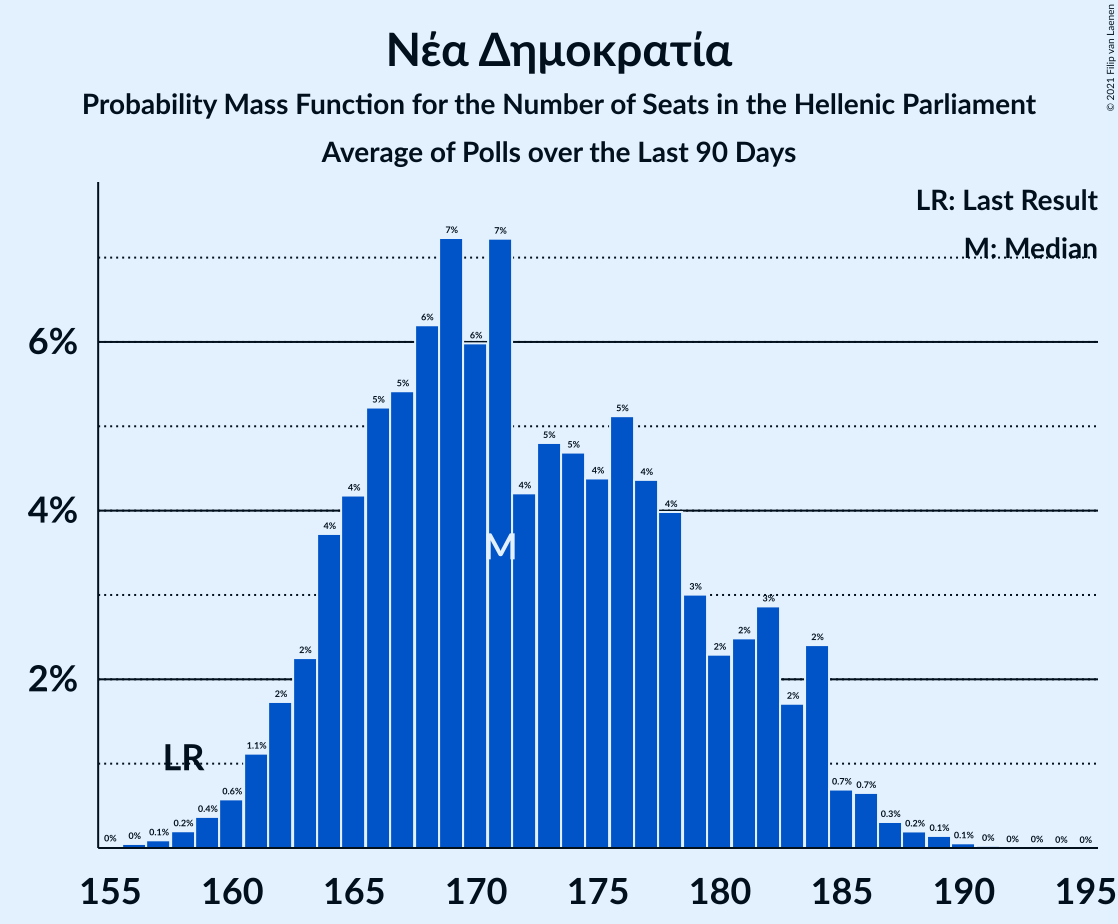 Νέα Δημοκρατία
Probability Mass Function for the Number of Seats in the Hellenic Parliament
Average of Polls over the Last 90 Days
© 2021 Filip van Laenen
LR: Last Result
M: Median
6%
4%
2%
0% 0% 0.1% 0.2% 0.4% 0.6% 1.1% 2% 2% 4% 4% 5% 5% 6% 7% 6% 7% 4% 5% 5% 4% 5% 4% 4% 3% 2% 2% 3% 2% 2% 0.7% 0.7% 0.3% 0.2% 0.1% 0.1% 0% 0% 0% 0% 0%
LR
M
155 160 165 170 175 180 185 190 195